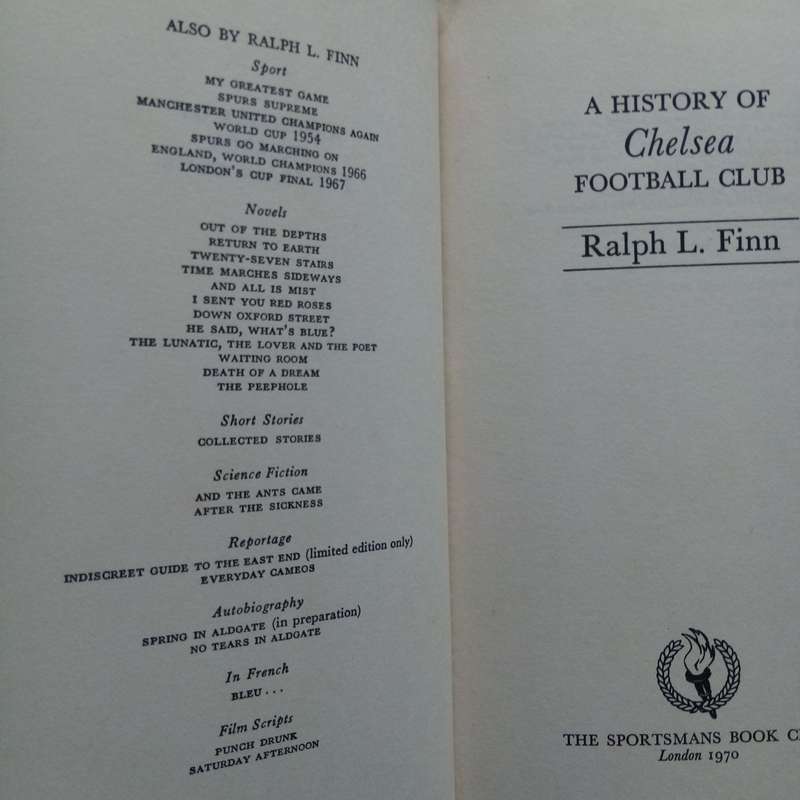 ALSO BY RALPH L. FINN
Sport
MY GREATEST GAME
SPURS SUPREME
MANCHESTER UNITED CHAMPIONS AGAIN
WORLD CUP 1954
SPURS GO MARCHING ON
ENGLAND, WORLD CHAMPIONS 1966
LONDON'S CUP FINAL 1967
Novels
OUT OF THE DEPTHS
RETURN TO EARTH
TWENTY-SEVEN STAIRS
TIME MARCHES SIDEWAYS
AND ALL IS MIST
I SENT YOU RED ROSES
DOWN OXFORD STREET
HE SAID, WHAT'S BLUE?
THE LUNATIC, THE LOVER AND THE POET
WAITING ROOM
DEATH OF A DREAM
THE PEEPHOLE
Short Stories
COLLECTED STORIES
Science Fiction
AND THE ANTS CAME
AFTER THE SICKNESS
Reportage
INDISCREET GUIDE TO THE EAST END (limited edition only)
EVERYDAY CAMEOS
Autobiography
SPRING IN ALDGATE (in preparation)
NO TEARS IN ALDGATE
In French
BLEU . . .
Film Scripts
PUNCH DRUNK
SATURDAY AFTERNOON
A HISTORY OF
Chelsea
FOOTBALL CLUB
Ralph L. Finn
THE SPORTSMANS BOOK C
London 1970